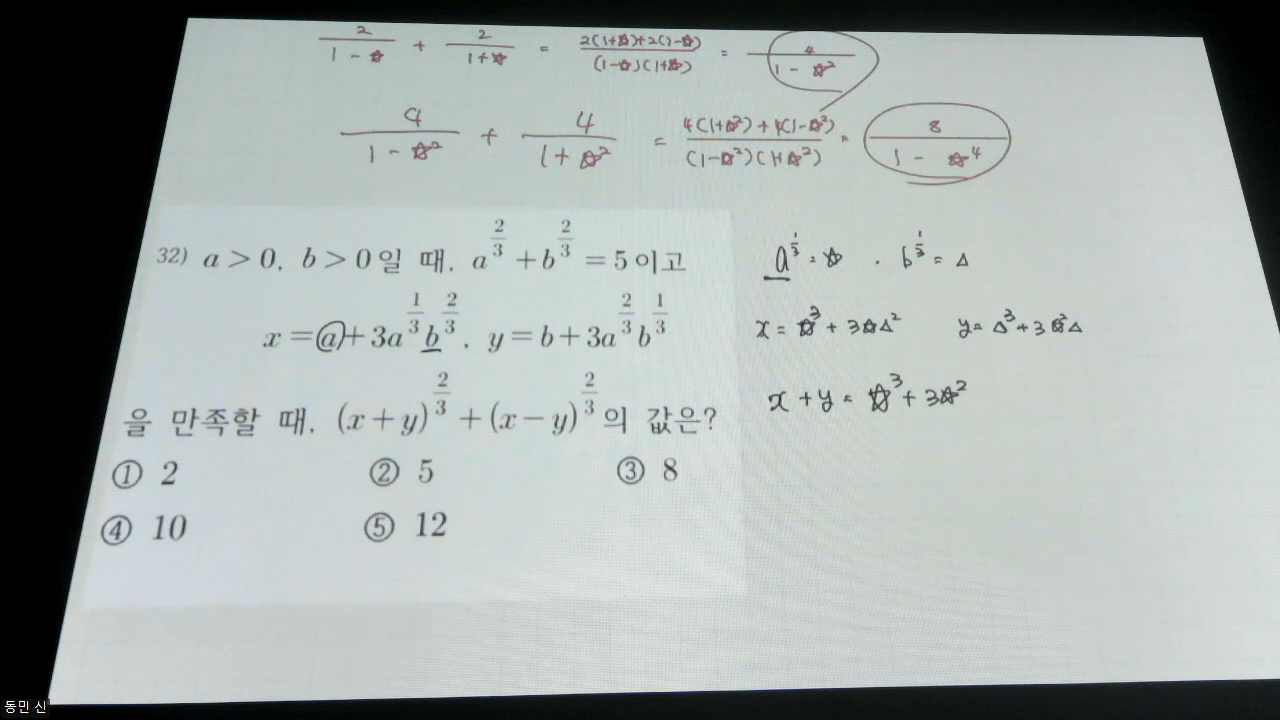 2/(1-☆) + 2/(1+☆) = (2(1+☆)+2(1-☆))/((1-☆)(1+☆)) = 4/(1-☆²)
4/(1-☆²) + 4/(1+☆²) = (4(1+☆²)+4(1-☆²))/((1-☆²)(1+☆²)) = 8/(1-☆⁴)
32) a>0, b>0일 때, a^(2/3)+b^(2/3)=5이고
a^(1/3)=☆, b^(1/3)=△
x=a+3a^(1/3)b^(2/3), y=b+3a^(2/3)b^(1/3)
x=☆³+3☆△² y=△³+3☆²△
을 만족할 때, (x+y)^(2/3)+(x-y)^(2/3)의 값은?
x+y=☆³+3☆²
① 2 ② 5 ③ 8
④ 10 ⑤ 12
동민 신